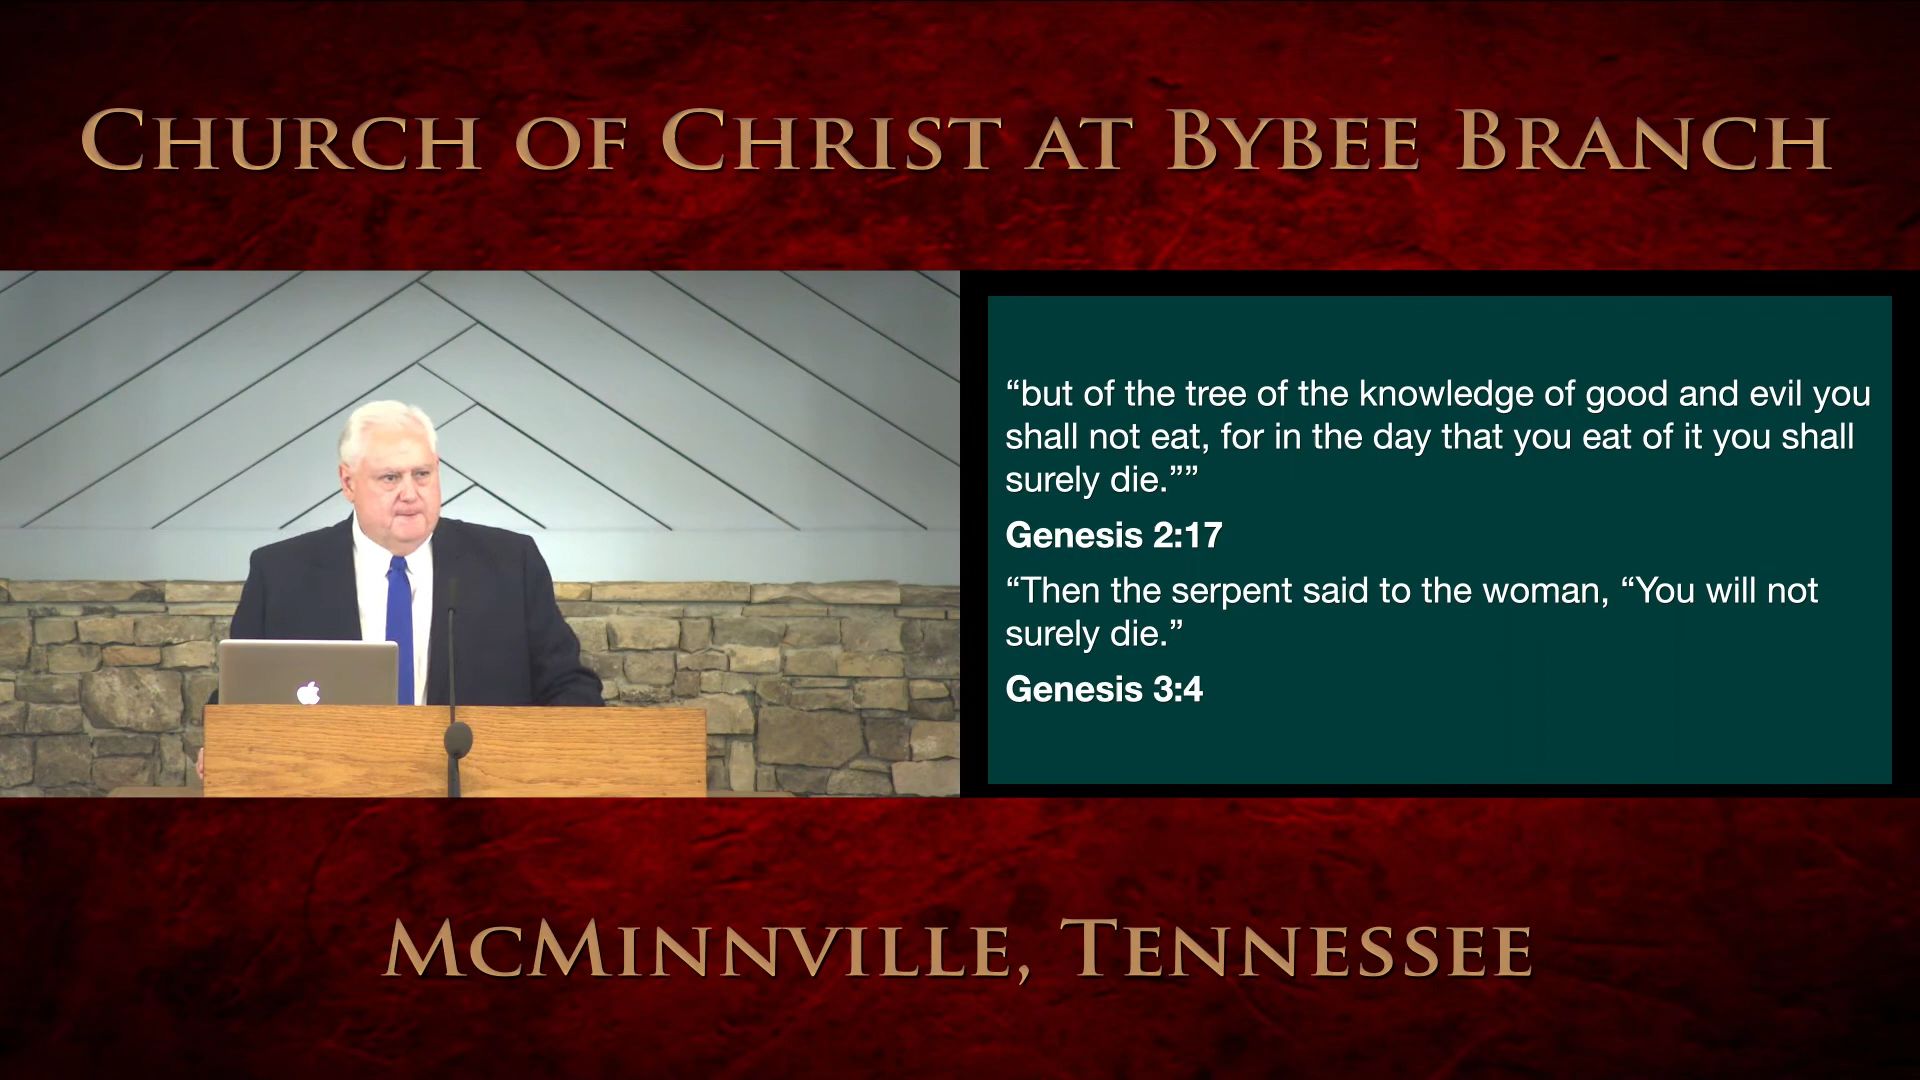 CHURCH OF CHRIST AT BYBEE BRANCH
“but of the tree of the knowledge of good and evil you
shall not eat, for in the day that you eat of it you shall
surely die.””
Genesis 2:17
“Then the serpent said to the woman, “You will not
surely die.”
Genesis 3:4
MCMINNVILLE, TENNESSEE